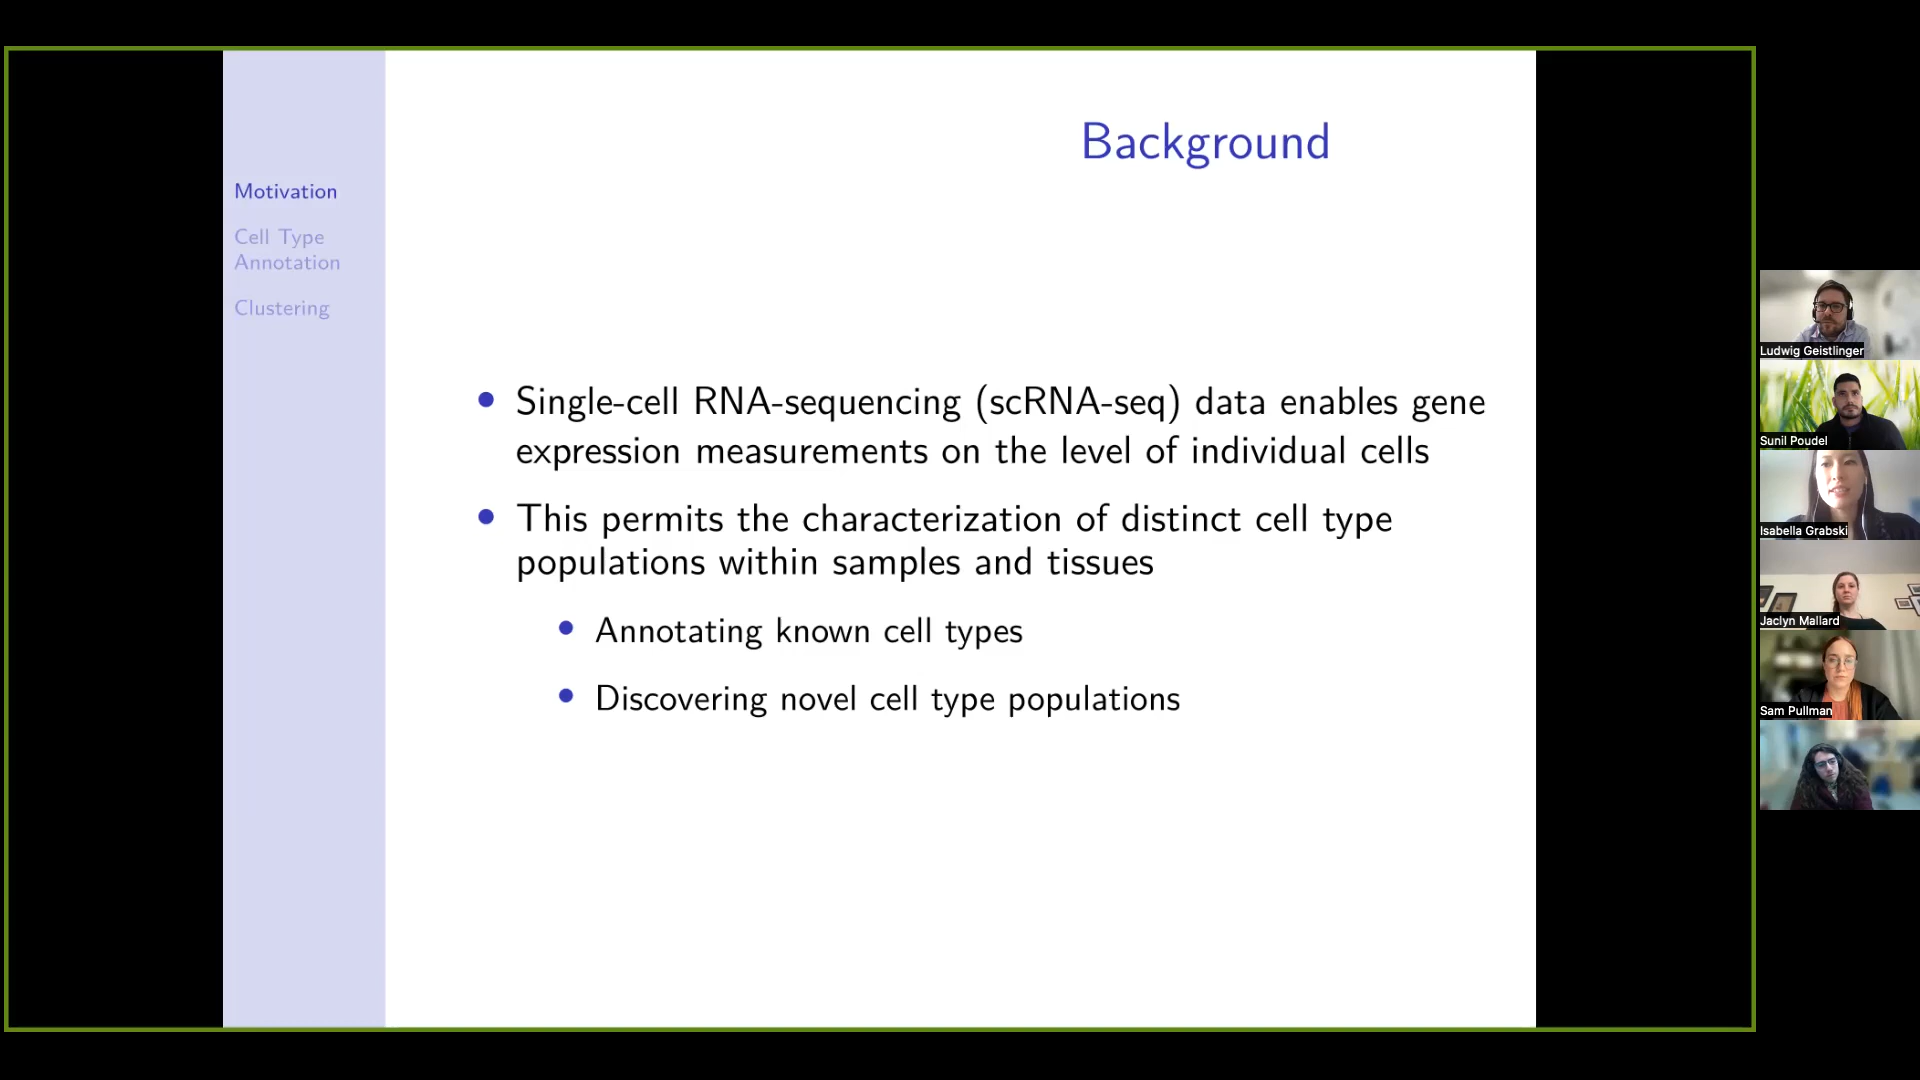 Background
Motivation
Cell Type
Annotation
Clustering
Single-cell RNA-sequencing (scRNA-seq) data enables gene
expression measurements on the level of individual cells
This permits the characterization of distinct cell type
populations within samples and tissues
Annotating known cell types
Discovering novel cell type populations
Ludwig Geistlinger
Sunil Poudel
Isabella Grabski
Jaclyn Mallard
Sam Pullman